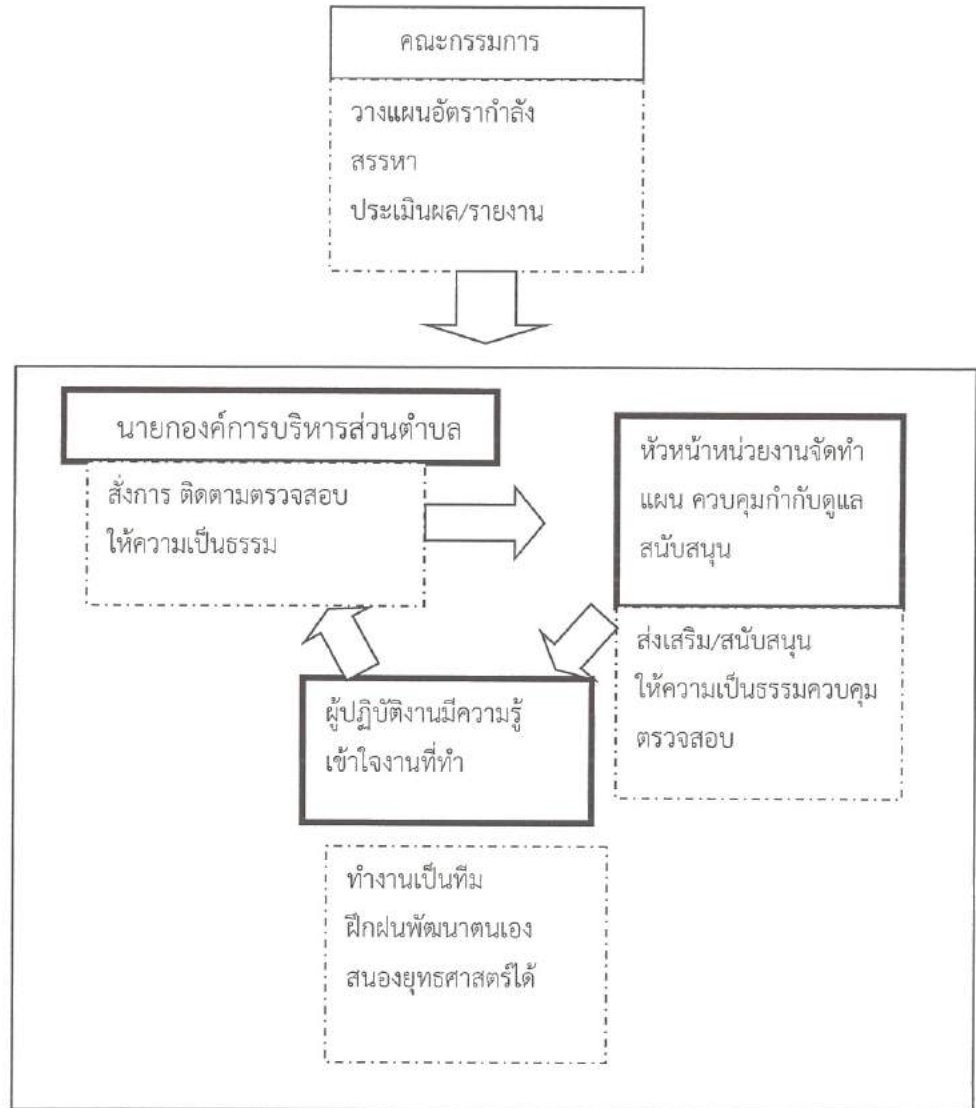 คณะกรรมการ
วางแผนอัตรากำลัง
สรรหา
ประเมินผล/รายงาน
นายกองค์การบริหารส่วนตำบล
สั่งการ ติดตามตรวจสอบ
ให้ความเป็นธรรม
หัวหน้าหน่วยงานจัดทำ
แผน ควบคุมกำกับดูแล
สนับสนุน
ส่งเสริม/สนับสนุน
ให้ความเป็นธรรมควบคุม
ตรวจสอบ
ผู้ปฏิบัติงานมีความรู้
เข้าใจงานที่ทำ
ทำงานเป็นทีม
ฝึกฝนพัฒนาตนเอง
สนองยุทธศาสตร์ได้